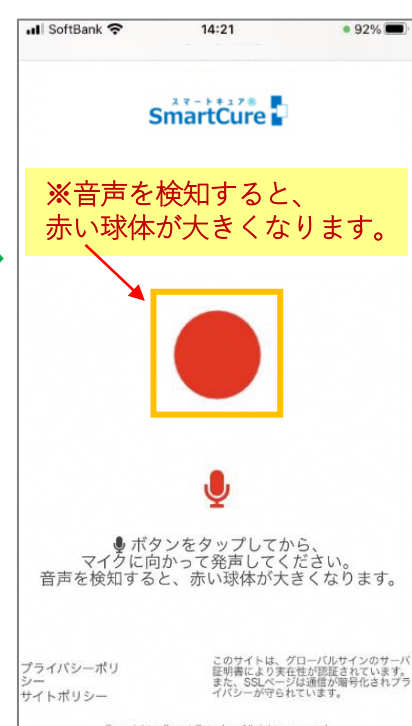 SoftBank 14:21 92%
スマートキュア®
SmartCure
※音声を検知すると、
赤い球体が大きくなります。
ボタンをタップしてから、
マイクに向かって発声してください。
音声を検知すると、赤い球体が大きくなります。
プライバシーポリ
シー
サイトポリシー
このサイトは、グローバルサインのサーバ
証明書により実在性が認証されています。
また、SSLページは通信が暗号化されプラ
イバシーが守られています。